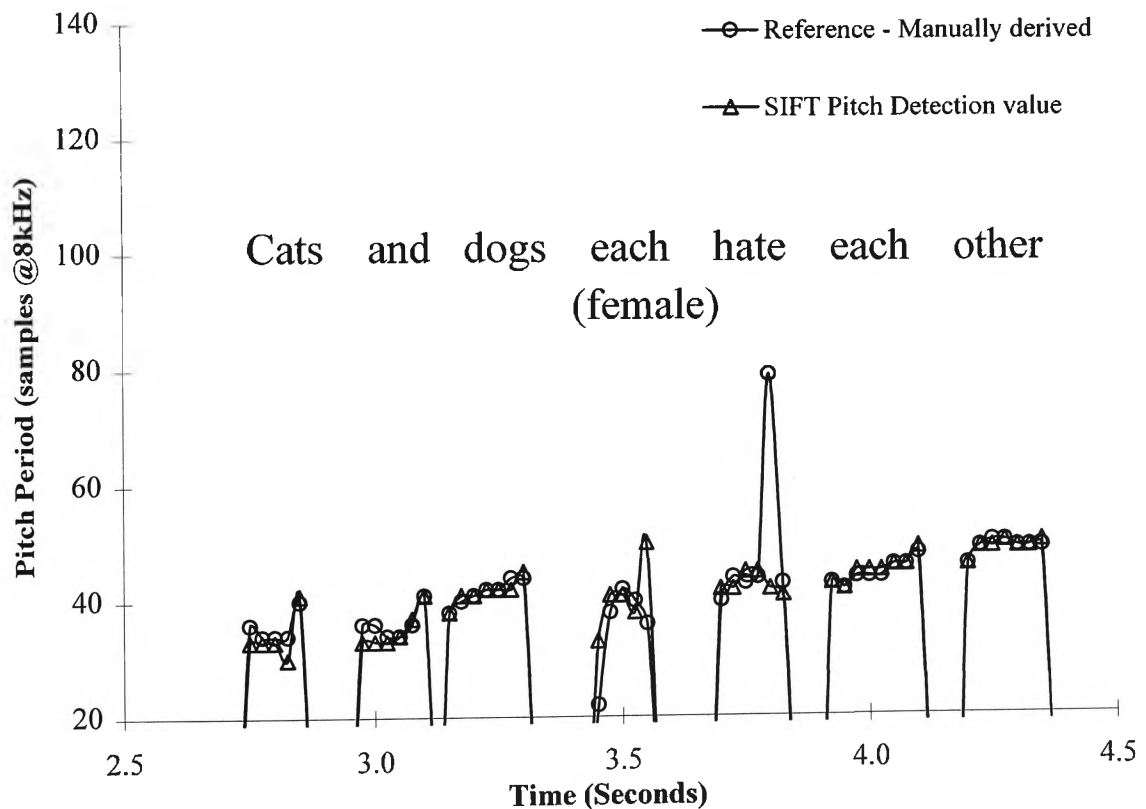 140
Reference - Manually derived
SIFT Pitch Detection value
120
Pitch Period (samples @8kHz)
100
Cats and dogs each hate each other
(female)
80
60
40
20
2.5 3.0 3.5 4.0 4.5
Time (Seconds)